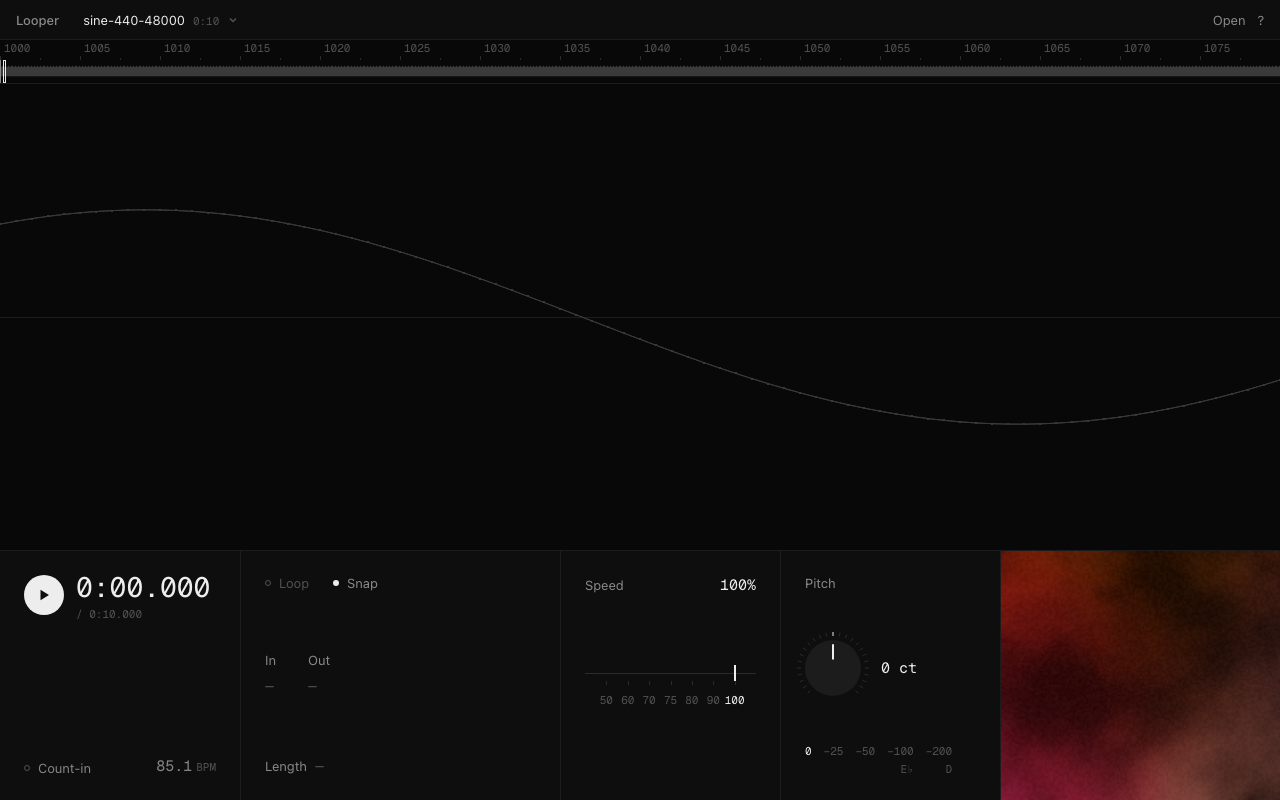 Looper sine-440-48000 0:10 Open ?
1000 1005 1010 1015 1020 1025 1030 1035 1040 1045 1050 1055 1060 1065 1070 1075
0:00.000
/ 0:10.000
Count-in 85.1 BPM
Loop Snap
In Out
— —
Length —
Speed 100%
50 60 70 75 80 90 100
Pitch
0 ct
0 −25 −50 −100 −200
E♭ D